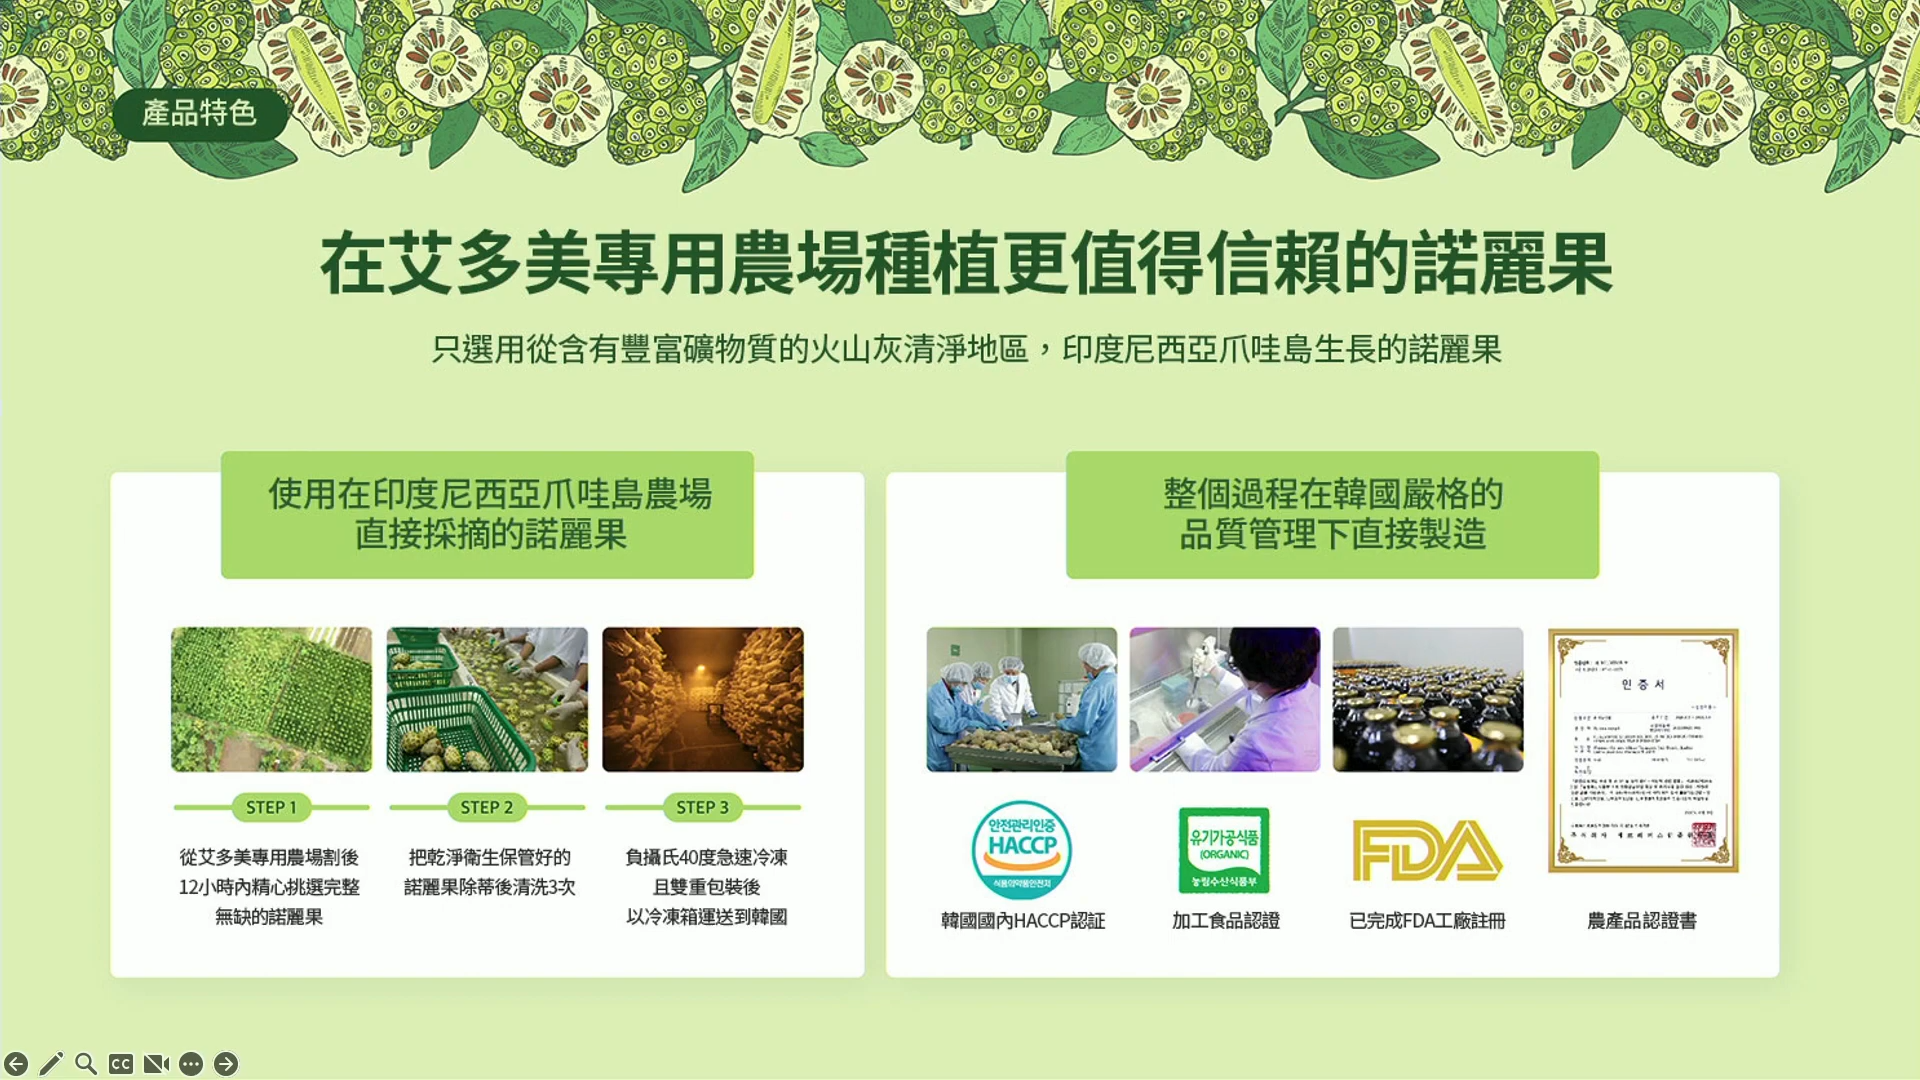 產品特色
在艾多美專用農場種植更值得信賴的諾麗果
只選用從含有豐富礦物質的火山灰清淨地區，印度尼西亞爪哇島生長的諾麗果
使用在印度尼西亞爪哇島農場
直接採摘的諾麗果
STEP 1
STEP 2
STEP 3
從艾多美專用農場割後
12小時內精心挑選完整
無缺的諾麗果
把乾淨衛生保管好的
諾麗果除蒂後清洗3次
負攝氏40度急速冷凍
且雙重包裝後
以冷凍箱運送到韓國
整個過程在韓國嚴格的
品質管理下直接製造
안전관리인증
HACCP
식품의약품안전처
韓國國內HACCP認証
유기가공식품
(ORGANIC)
농림축산식품부
加工食品認證
FDA
已完成FDA工廠註冊
인증서
農產品認證書
CC